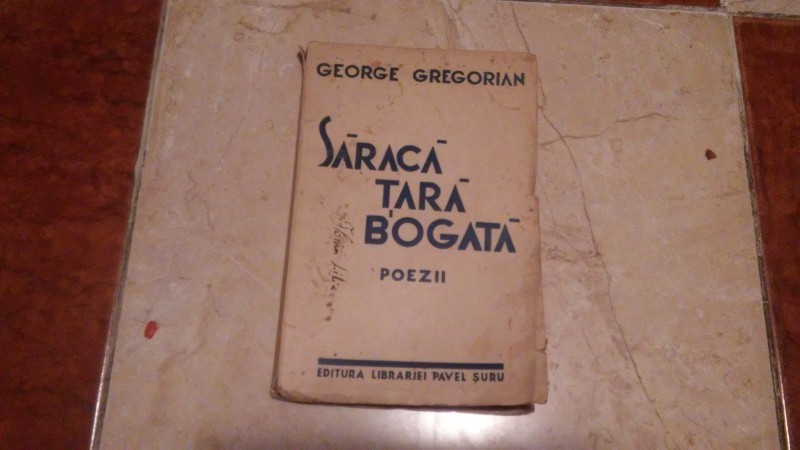 GEORGE GREGORIAN
SĂRACĂ
ȚARĂ
BOGATĂ
POEZII
EDITURA LIBRARIEI PAVEL SURU